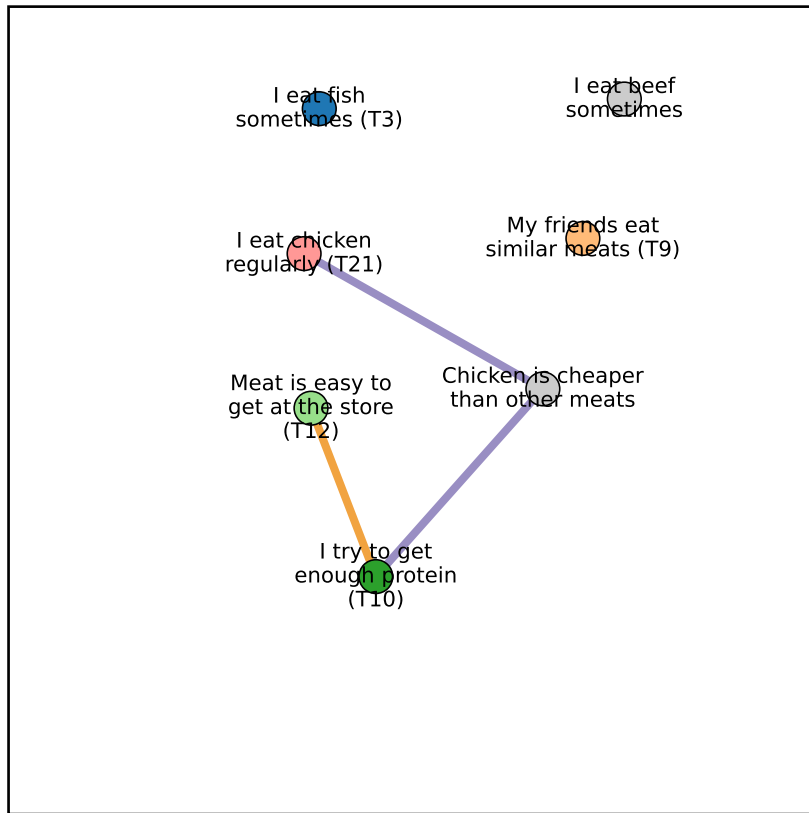 I eat fish
sometimes (T3)
I eat beef
sometimes
I eat chicken
regularly (T21)
My friends eat
similar meats (T9)
Meat is easy to
get at the store
(T12)
Chicken is cheaper
than other meats
I try to get
enough protein
(T10)